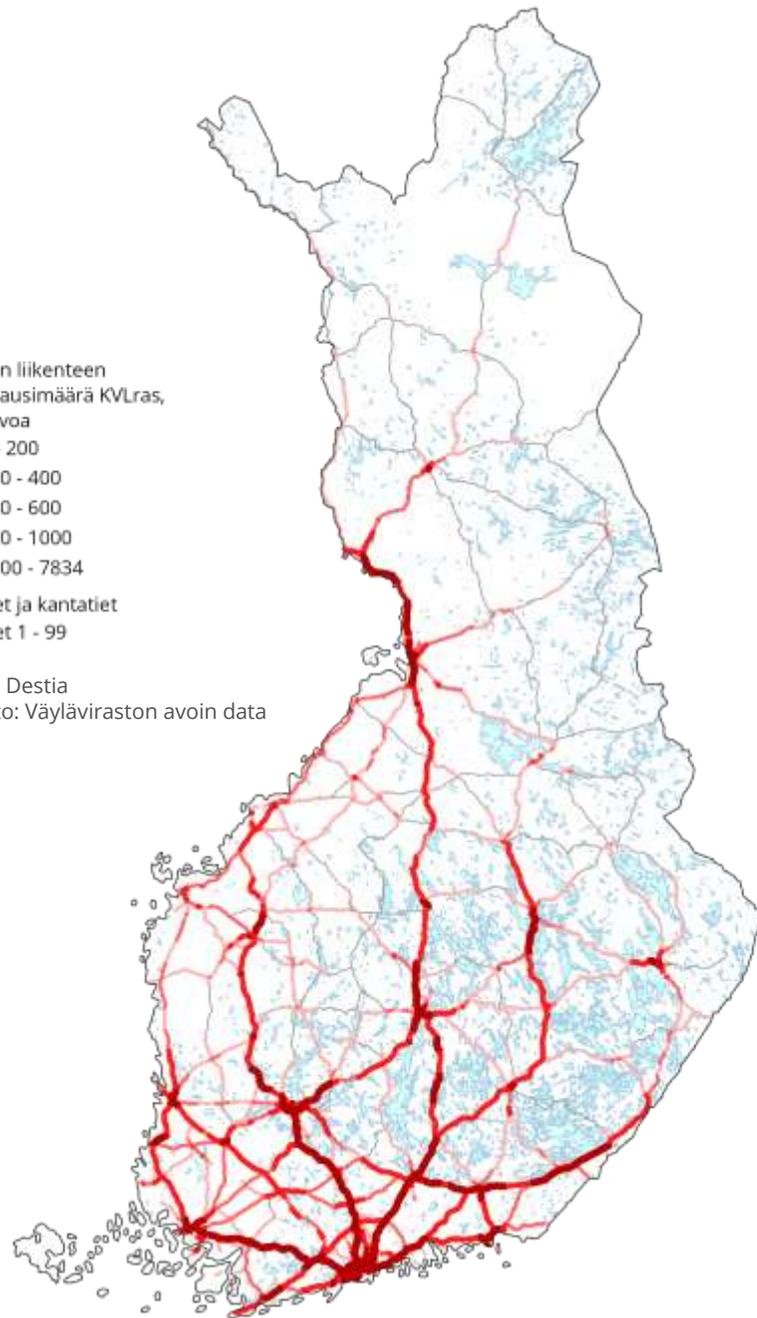 n liikenteen
ausimäärä KVLras,
voa
- 200
0 - 400
0 - 600
0 - 1000
00 - 7834
et ja kantatiet
et 1 - 99
Destia
to: Väyläviraston avoin data